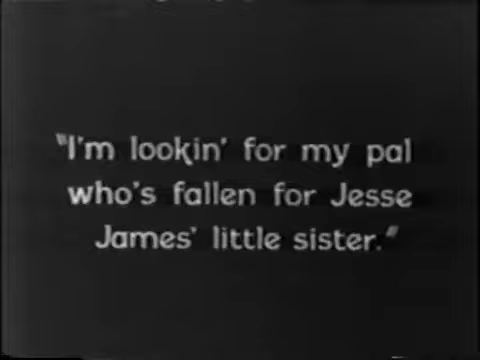 "I'm lookin' for my pal
who's fallen for Jesse
James' little sister."